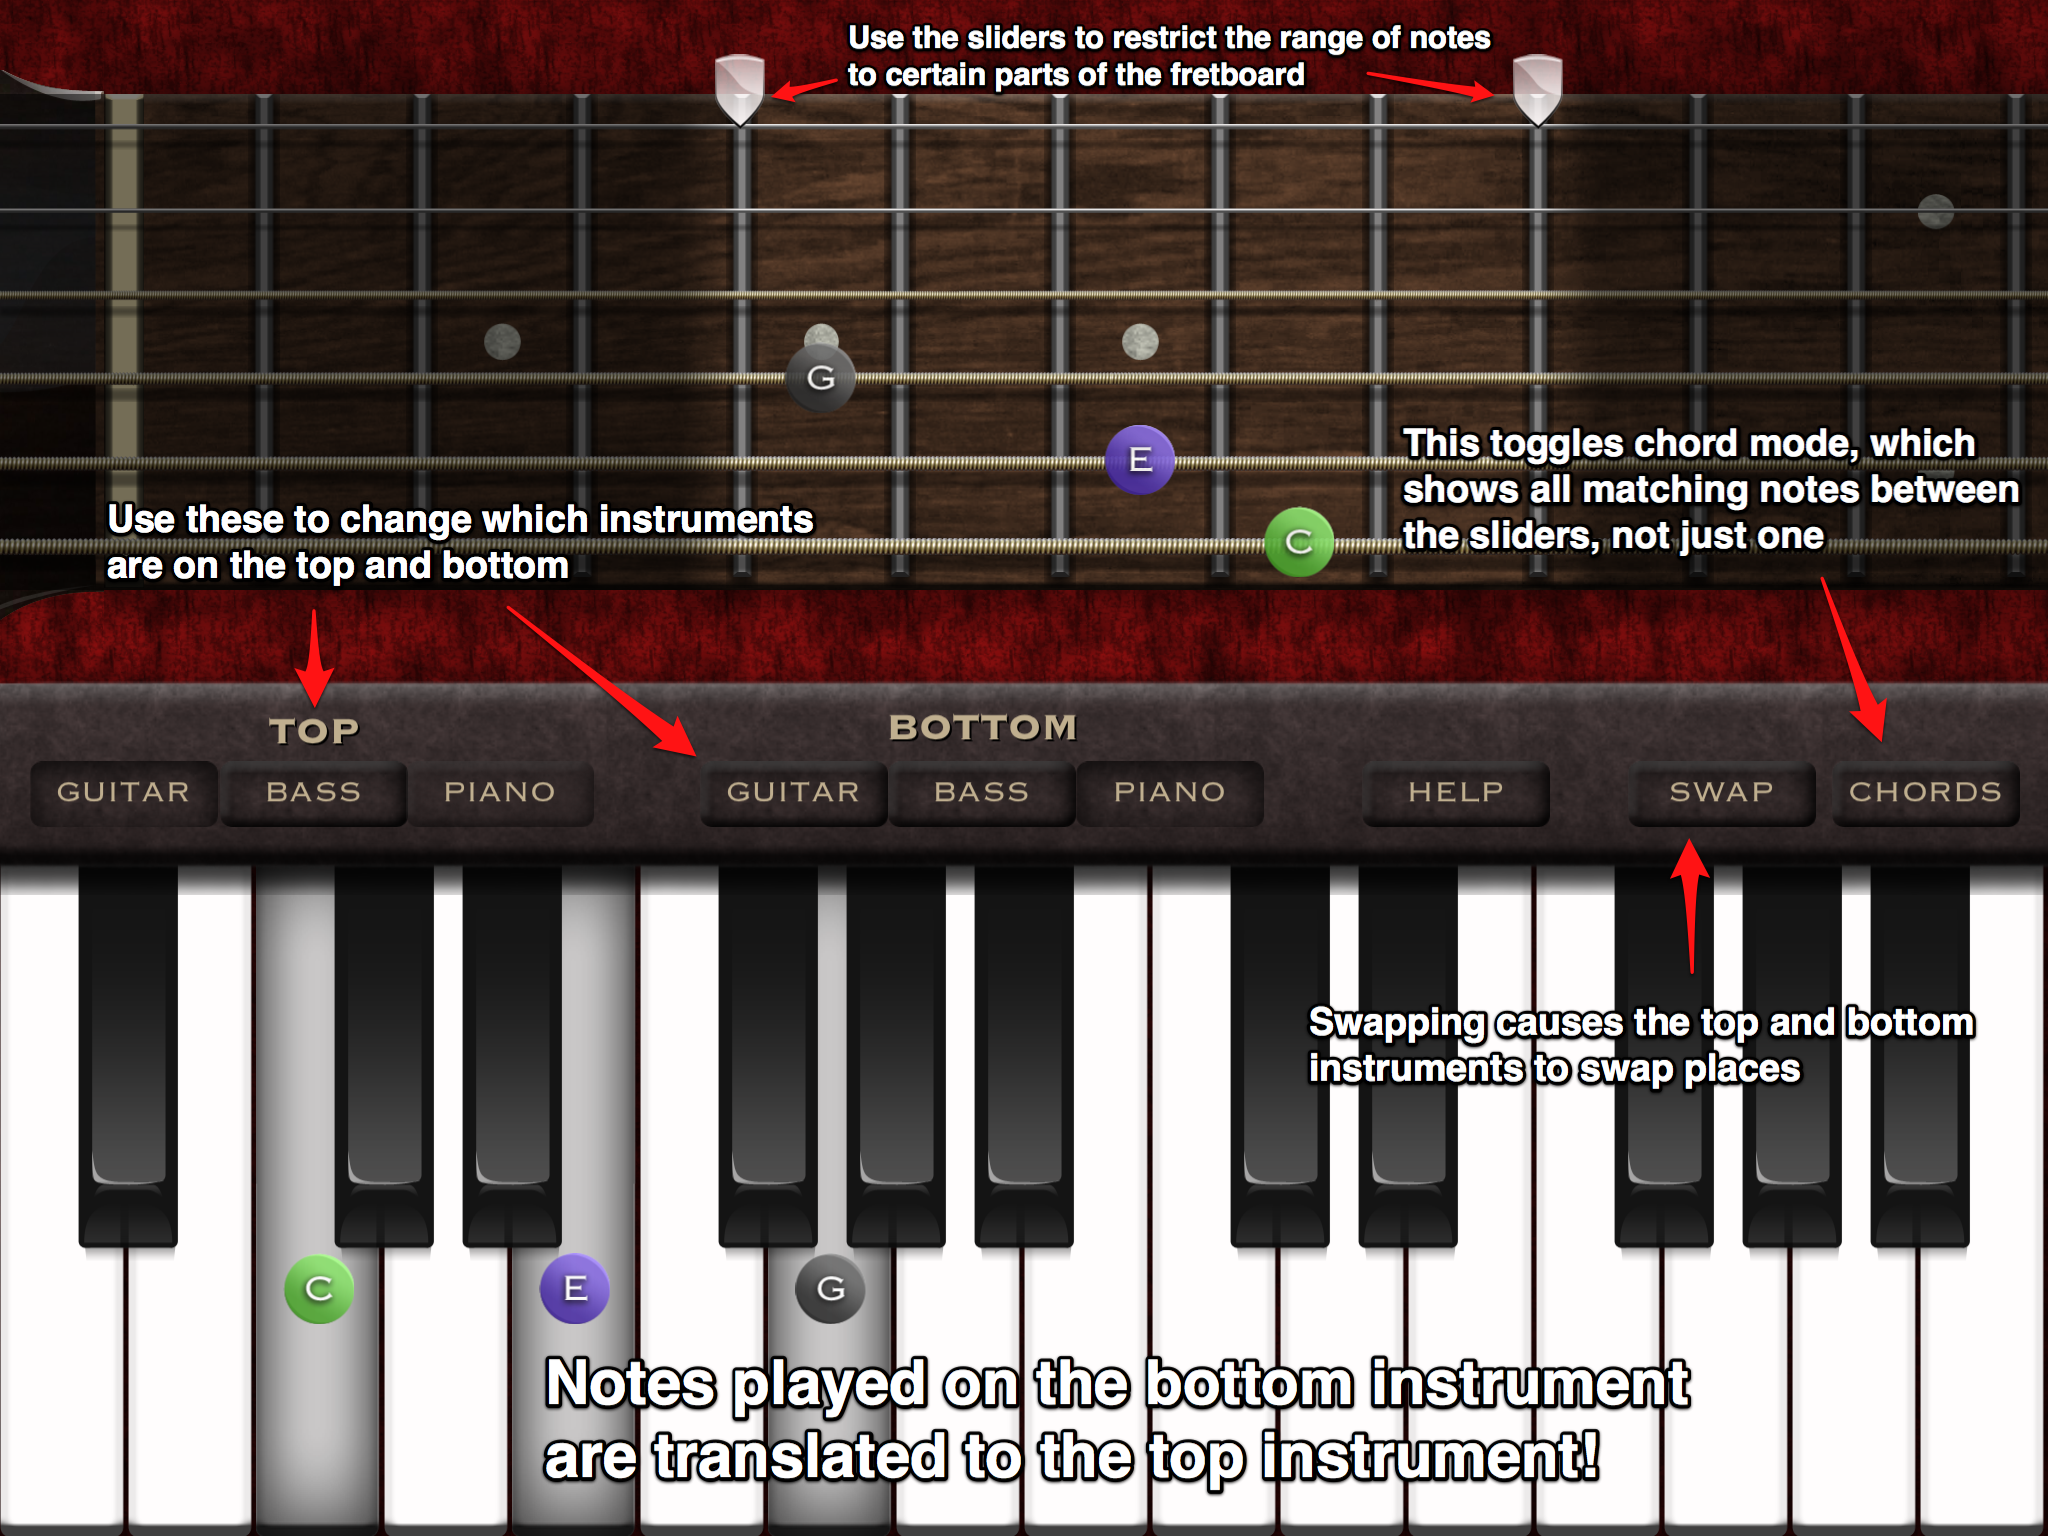 Use the sliders to restrict the range of notes
to certain parts of the fretboard
G
E
C
This toggles chord mode, which
shows all matching notes between
the sliders, not just one
Use these to change which instruments
are on the top and bottom
TOP
BOTTOM
GUITAR BASS PIANO GUITAR BASS PIANO HELP SWAP CHORDS
Swapping causes the top and bottom
instruments to swap places
C E G
Notes played on the bottom instrument
are translated to the top instrument!